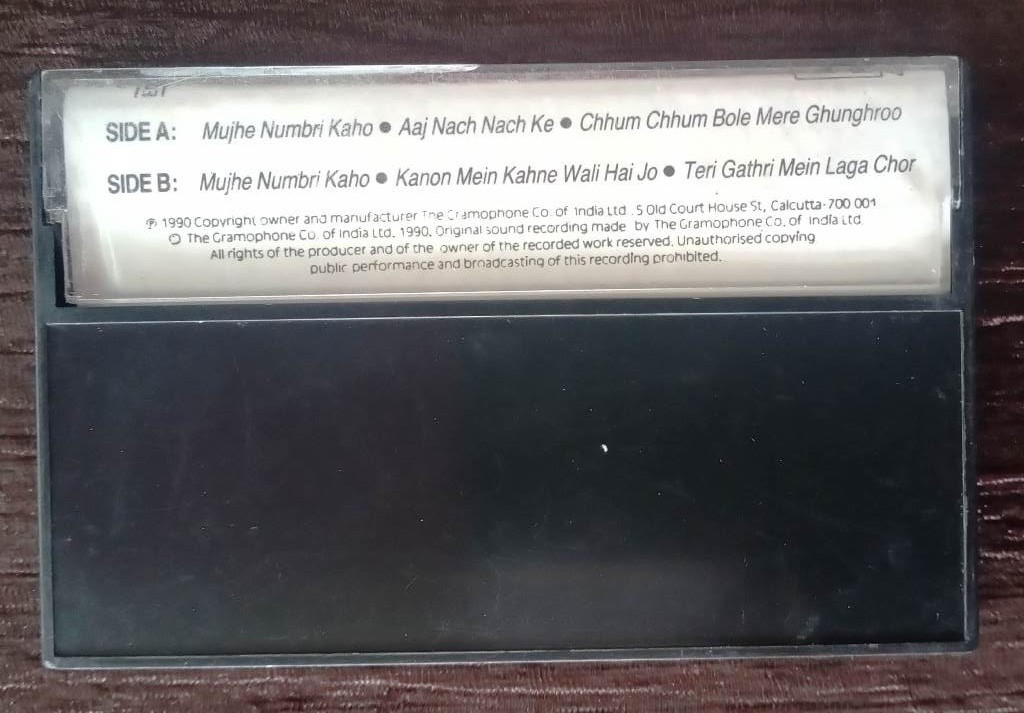 SIDE A: Mujhe Numbri Kaho ● Aaj Nach Nach Ke ● Chhum Chhum Bole Mere Ghunghroo
SIDE B: Mujhe Numbri Kaho ● Kanon Mein Kahne Wali Hai Jo ● Teri Gathri Mein Laga Chor
℗ 1990 Copyright owner and manufacturer The Gramophone Co. of India Ltd. 5 Old Court House St, Calcutta-700 001
© The Gramophone Co. of India Ltd. 1990. Original sound recording made by The Gramophone Co. of India Ltd.
All rights of the producer and of the owner of the recorded work reserved. Unauthorised copying
public performance and broadcasting of this recording prohibited.